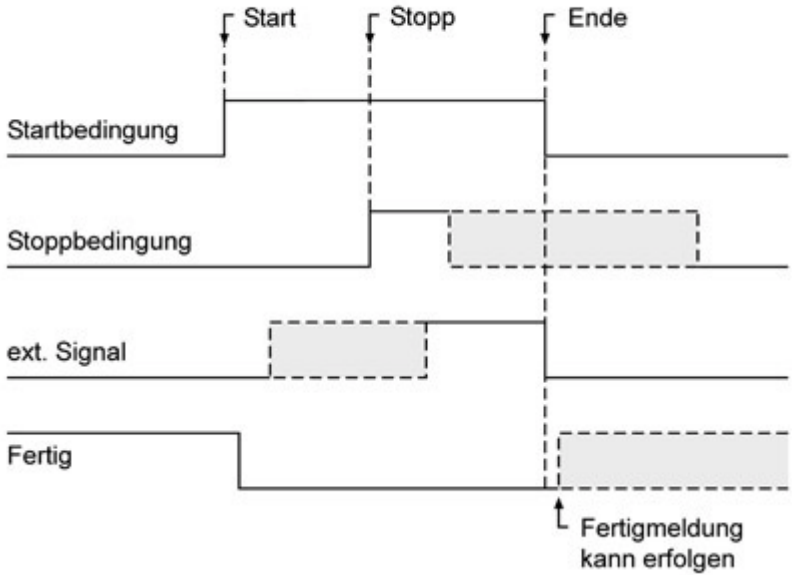 Start
Stopp
Ende
Startbedingung
Stoppbedingung
ext. Signal
Fertig
Fertigmeldung
kann erfolgen